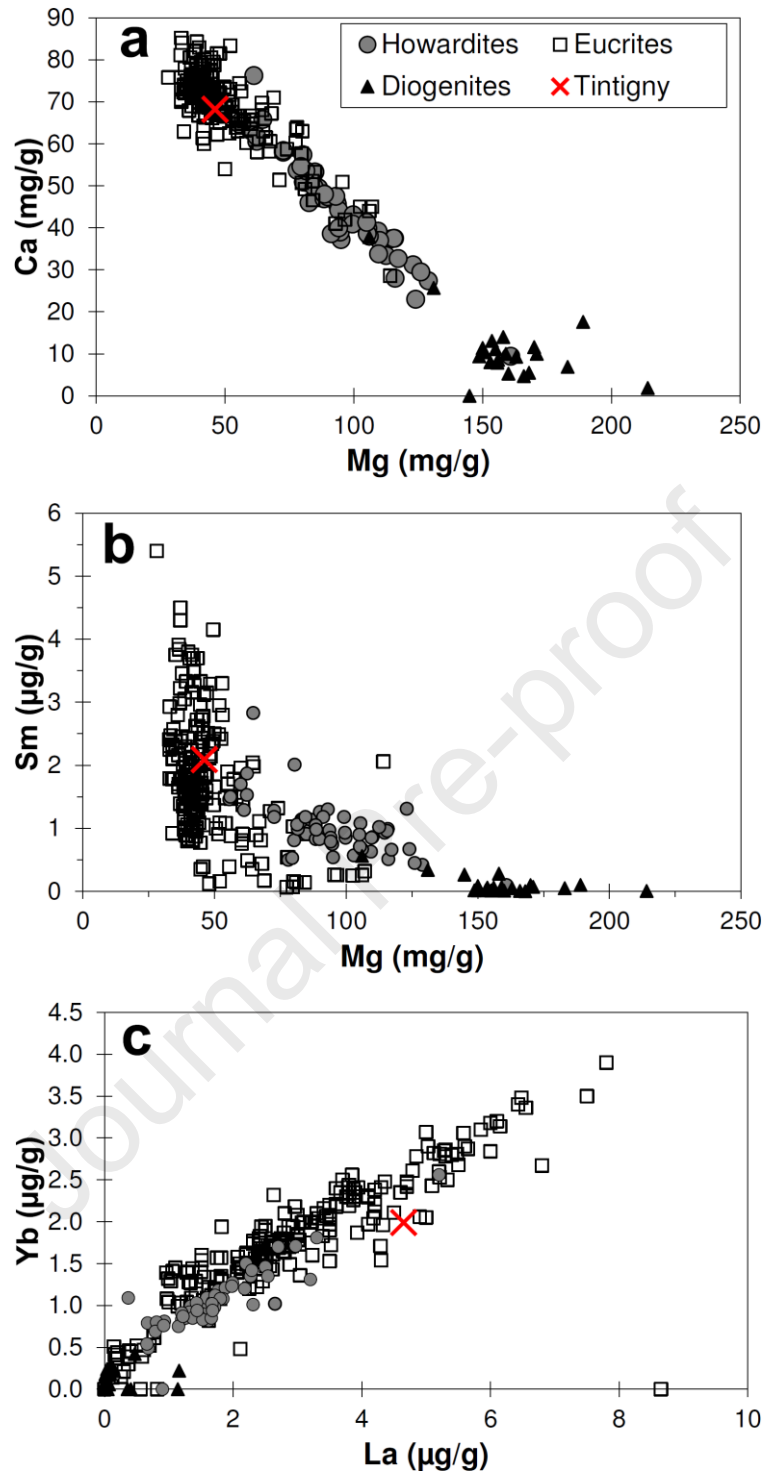 a
Howardites Eucrites
Diogenites Tintigny
90
80
70
60
50
40
30
20
10
0
Ca (mg/g)
0 50 100 150 200 250
Mg (mg/g)
b
6
5
4
3
2
1
0
Sm (µg/g)
0 50 100 150 200 250
Mg (mg/g)
c
4.5
4.0
3.5
3.0
2.5
2.0
1.5
1.0
0.5
0.0
Yb (µg/g)
0 2 4 6 8 10
La (µg/g)
Journal Pre-proof